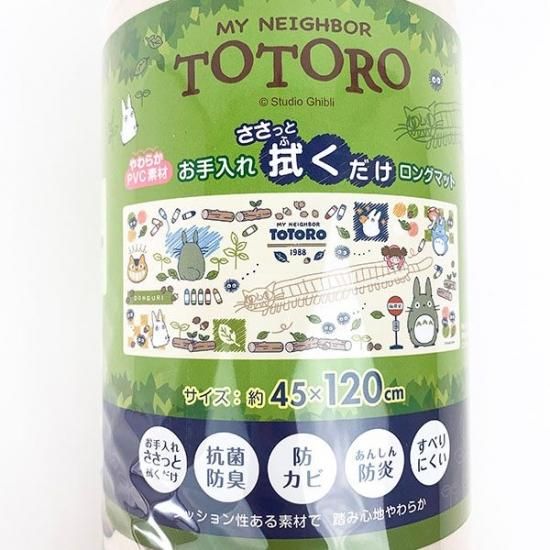 MY NEIGHBOR
TOTORO
© Studio Ghibli
やわらか
PVC素材
ささっと
お手入れ 拭くだけ ロングマット
ふ
MY NEIGHBOR
TOTORO
1988
DONGURI
サイズ：約45×120cm
お手入れ
ささっと
拭くだけ
抗菌
防臭
防
カビ
あんしん
防炎
すべり
にくい
クッション性ある素材で 踏み心地やわらか